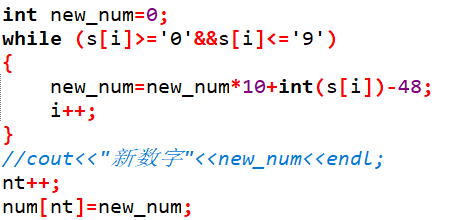 int new_num=0;
while (s[i]>='0'&&s[i]<='9')
{
    new_num=new_num*10+int(s[i])-48;
    i++;
}
//cout<<"新数字"<<new_num<<endl;
nt++;
num[nt]=new_num;